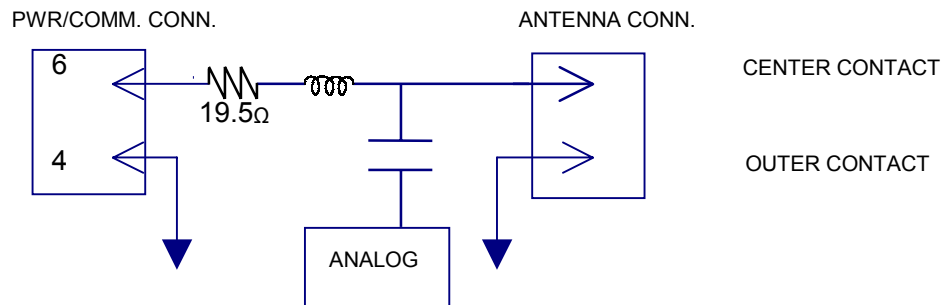 PWR/COMM. CONN.
ANTENNA CONN.
6
CENTER CONTACT
19.5Ω
4
OUTER CONTACT
ANALOG